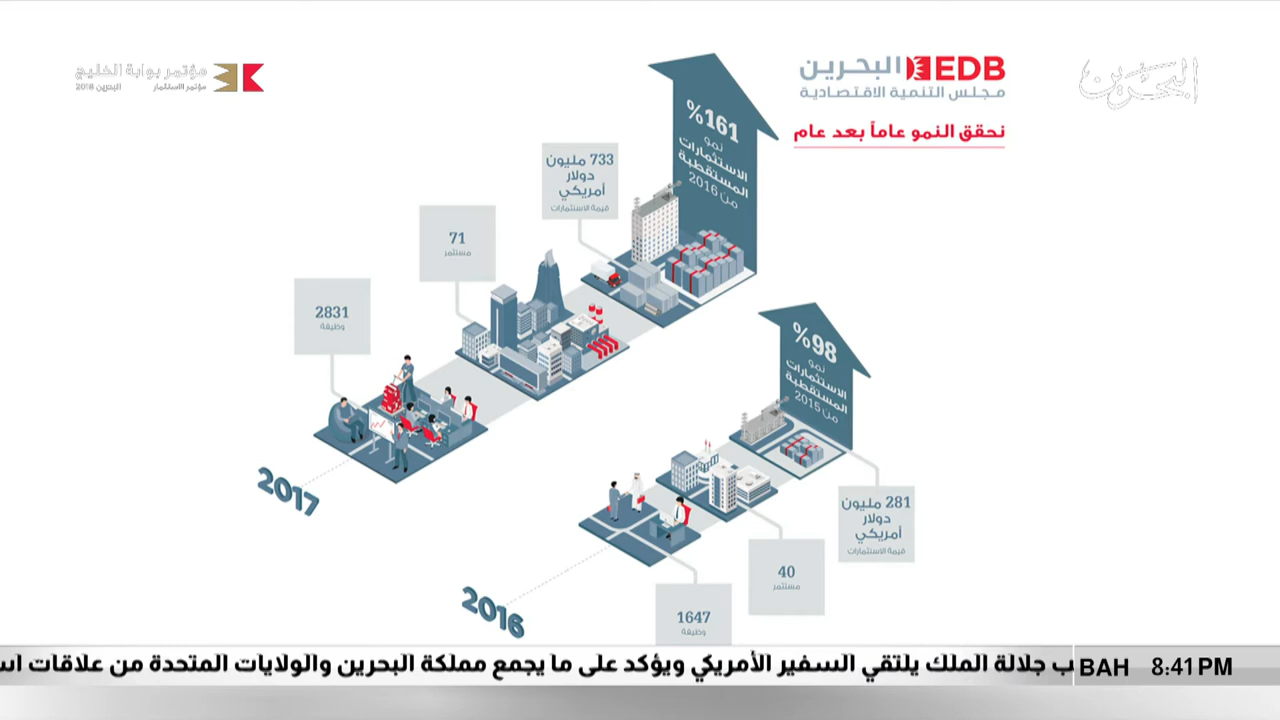 مؤتمر بوابة الخليج
مؤتمر الاستثمار البحرين 2018
EDB البحرين
مجلس التنمية الاقتصادية
نحقق النمو عاماً بعد عام
البحرين
%161
نمو
الاستثمارات
المستقطبة
من 2016
733 مليون
دولار
أمريكي
قيمة الاستثمارات
71
مستثمر
2831
وظيفة
2017
%98
نمو
الاستثمارات
المستقطبة
من 2015
281 مليون
دولار
أمريكي
قيمة الاستثمارات
40
مستثمر
1647
وظيفة
2016
ب جلالة الملك يلتقي السفير الأمريكي ويؤكد على ما يجمع مملكة البحرين والولايات المتحدة من علاقات اس
BAH 8:41 PM